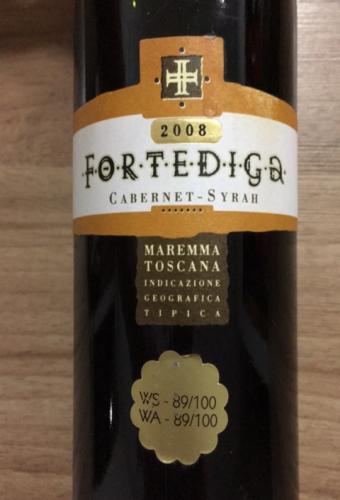 2008
FORTEDIGA
CABERNET-SYRAH
MAREMMA
TOSCANA
INDICAZIONE
GEOGRAFICA
TIPICA
WS - 89/100
WA - 89/100